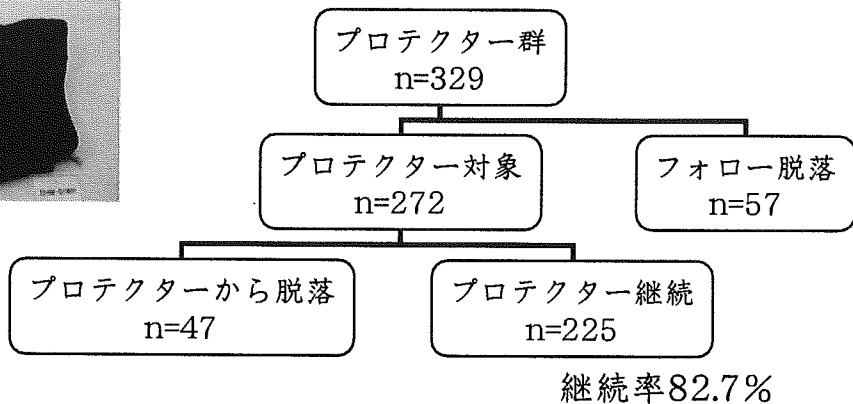 プロテクター群
n=329
プロテクター対象
n=272
フォロー脱落
n=57
プロテクターから脱落
n=47
プロテクター継続
n=225
継続率82.7%